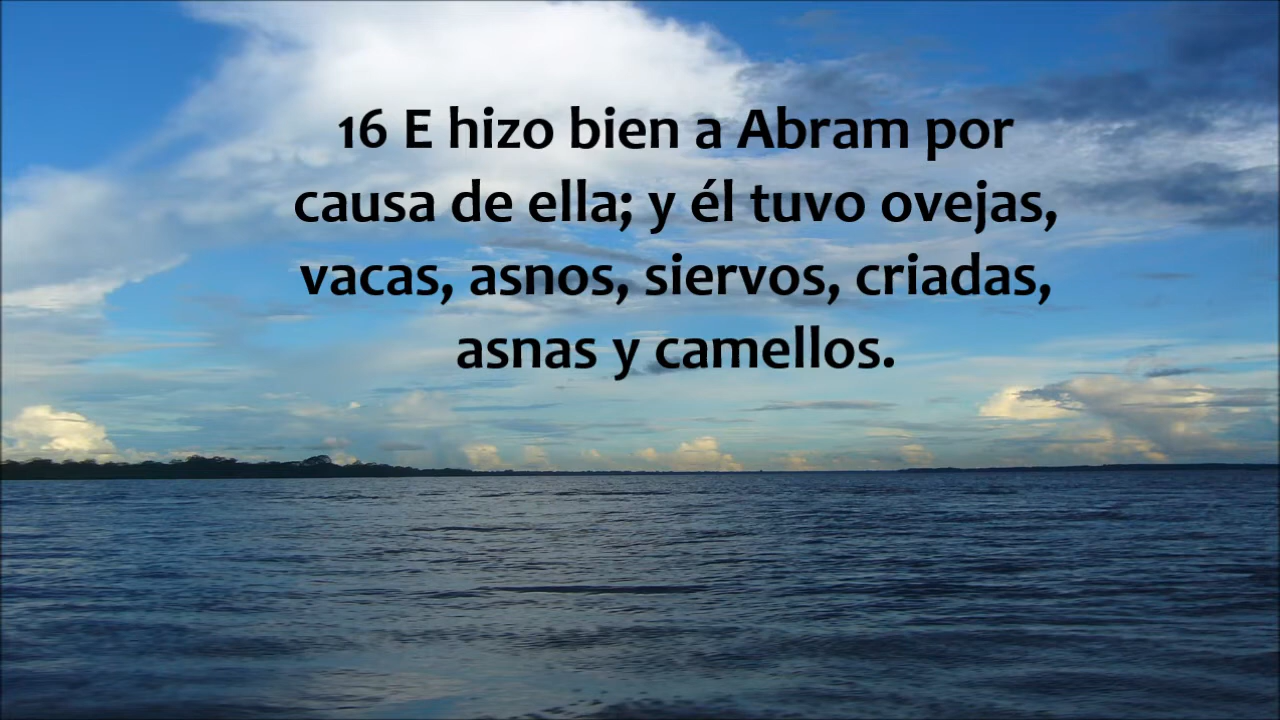 16 E hizo bien a Abram por
causa de ella; y él tuvo ovejas,
vacas, asnos, siervos, criadas,
asnas y camellos.